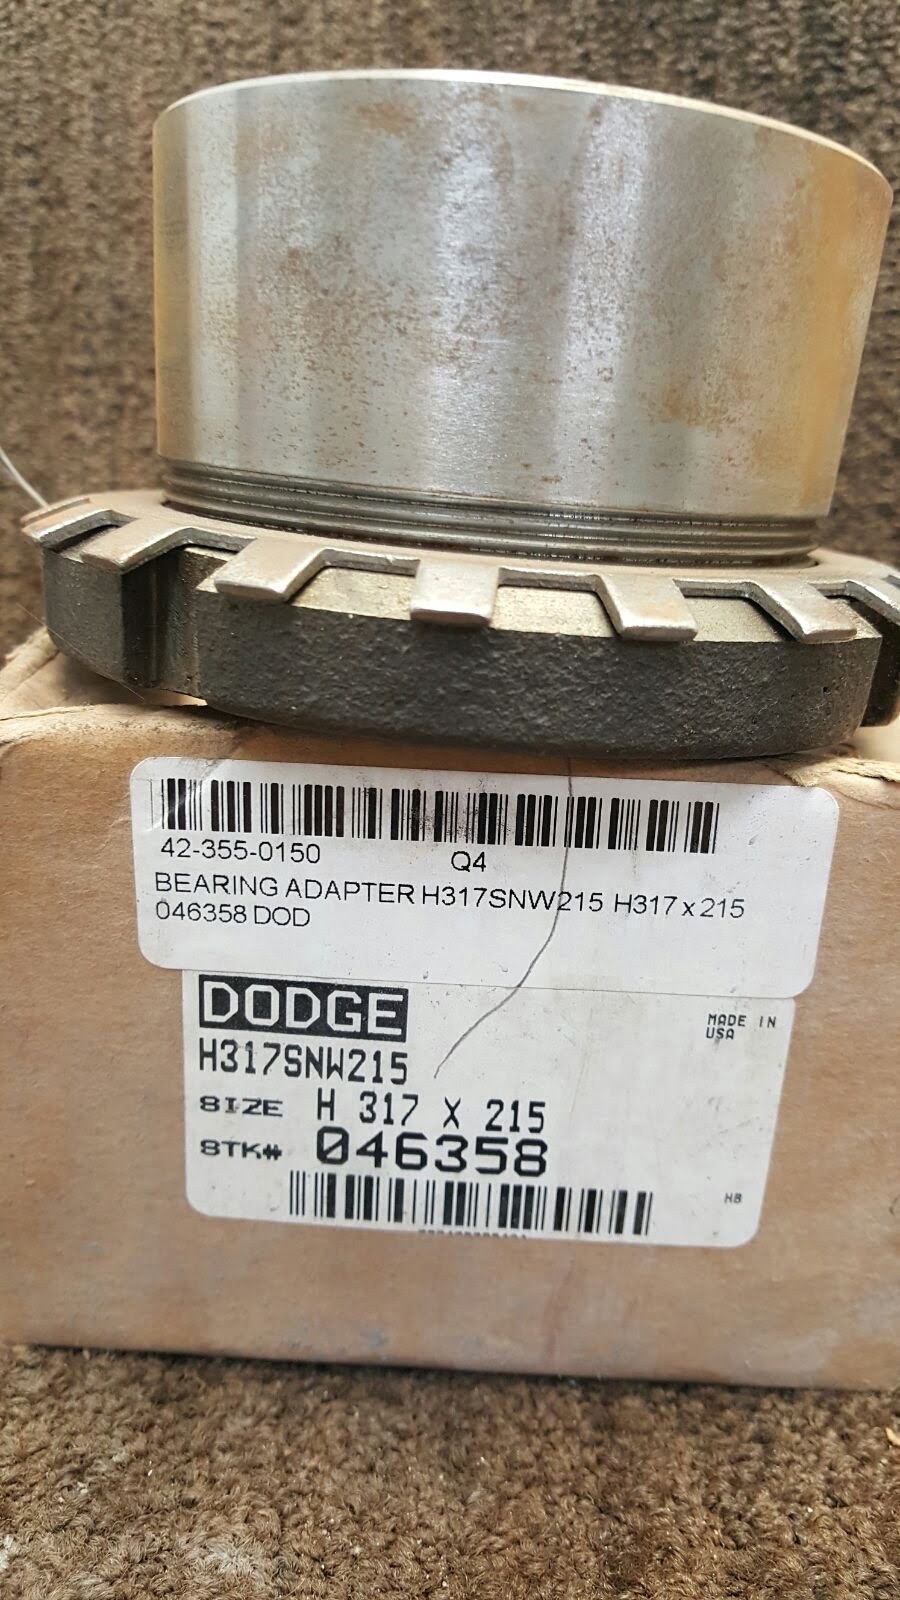 42-355-0150 Q4
BEARING ADAPTER H317SNW215 H317 x 215
046358 DOD
DODGE
MADE IN
USA
H317SNW215
SIZE H 317 X 215
STK# 046358
HB